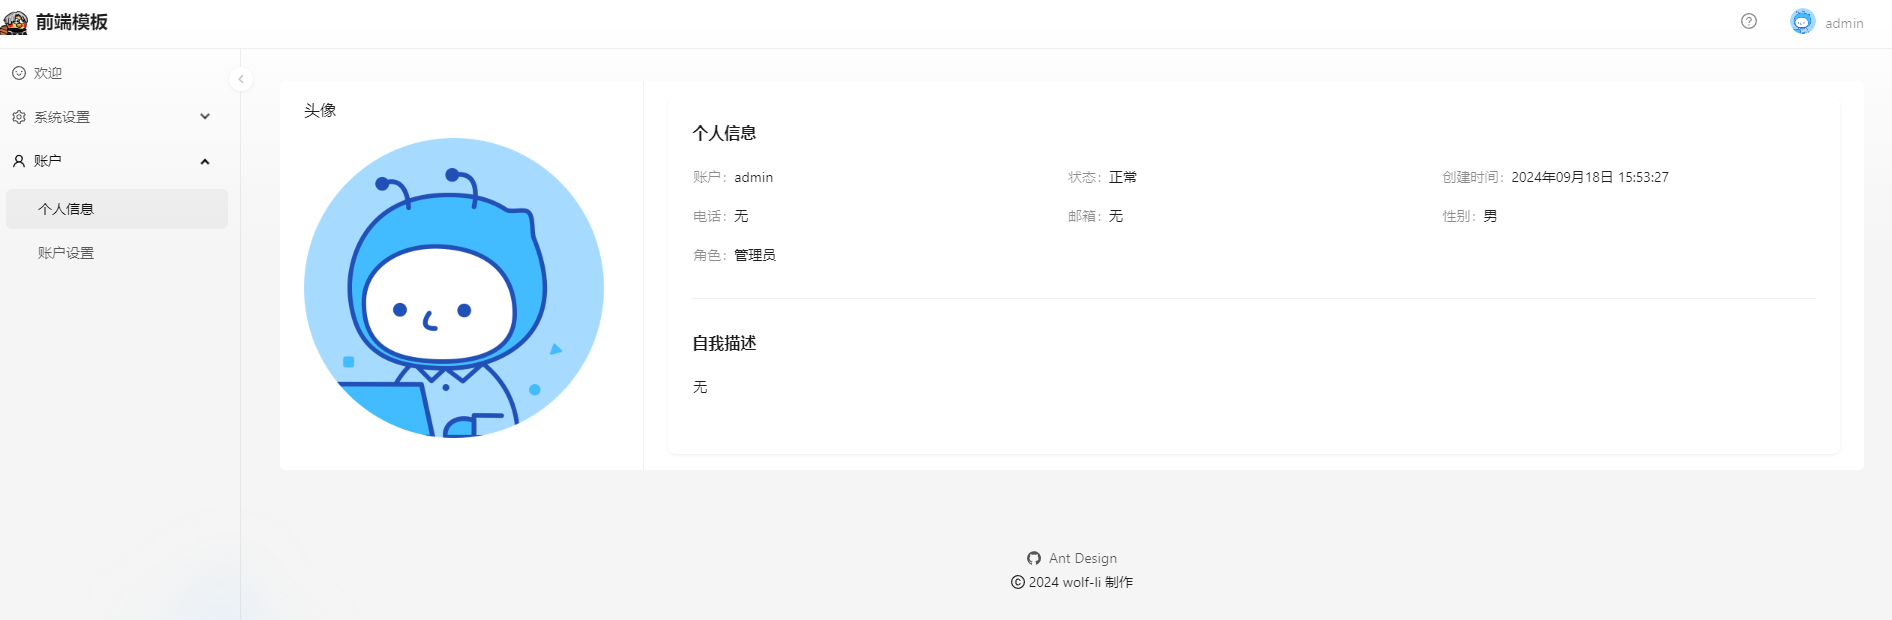 前端模板
admin
欢迎
系统设置
账户
个人信息
账户设置
头像
个人信息
账户：admin
状态：正常
创建时间：2024年09月18日 15:53:27
电话：无
邮箱：无
性别：男
角色：管理员
自我描述
无
Ant Design
© 2024 wolf-li 制作